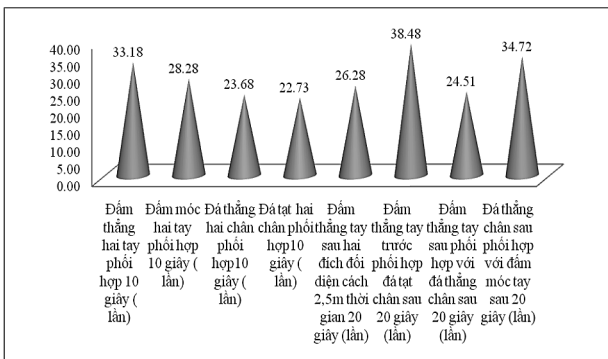 40.00
35.00
30.00
25.00
20.00
15.00
10.00
5.00
0.00
33.18
28.28
23.68
22.73
26.28
38.48
24.51
34.72
Đấm
thẳng
hai tay
phối
hợp 10
giây (
lần)
Đấm móc
hai tay
phối hợp
10 giây (
lần)
Đá thẳng
hai chân
phối
hợp10
giây (
lần)
Đá tạt hai
chân phối
hợp10
giây (
lần)
Đấm
thẳng tay
sau hai
đích đối
diện cách
2,5m thời
gian 20
giây (lần)
Đấm
thẳng tay
trước
phối hợp
đá tạt
chân sau
20 giây
(lần)
Đấm
thẳng tay
sau phối
hợp với
đá thẳng
chân sau
20 giây
(lần)
Đá thẳng
chân sau
phối hợp
với đấm
móc tay
sau 20
giây (lần)